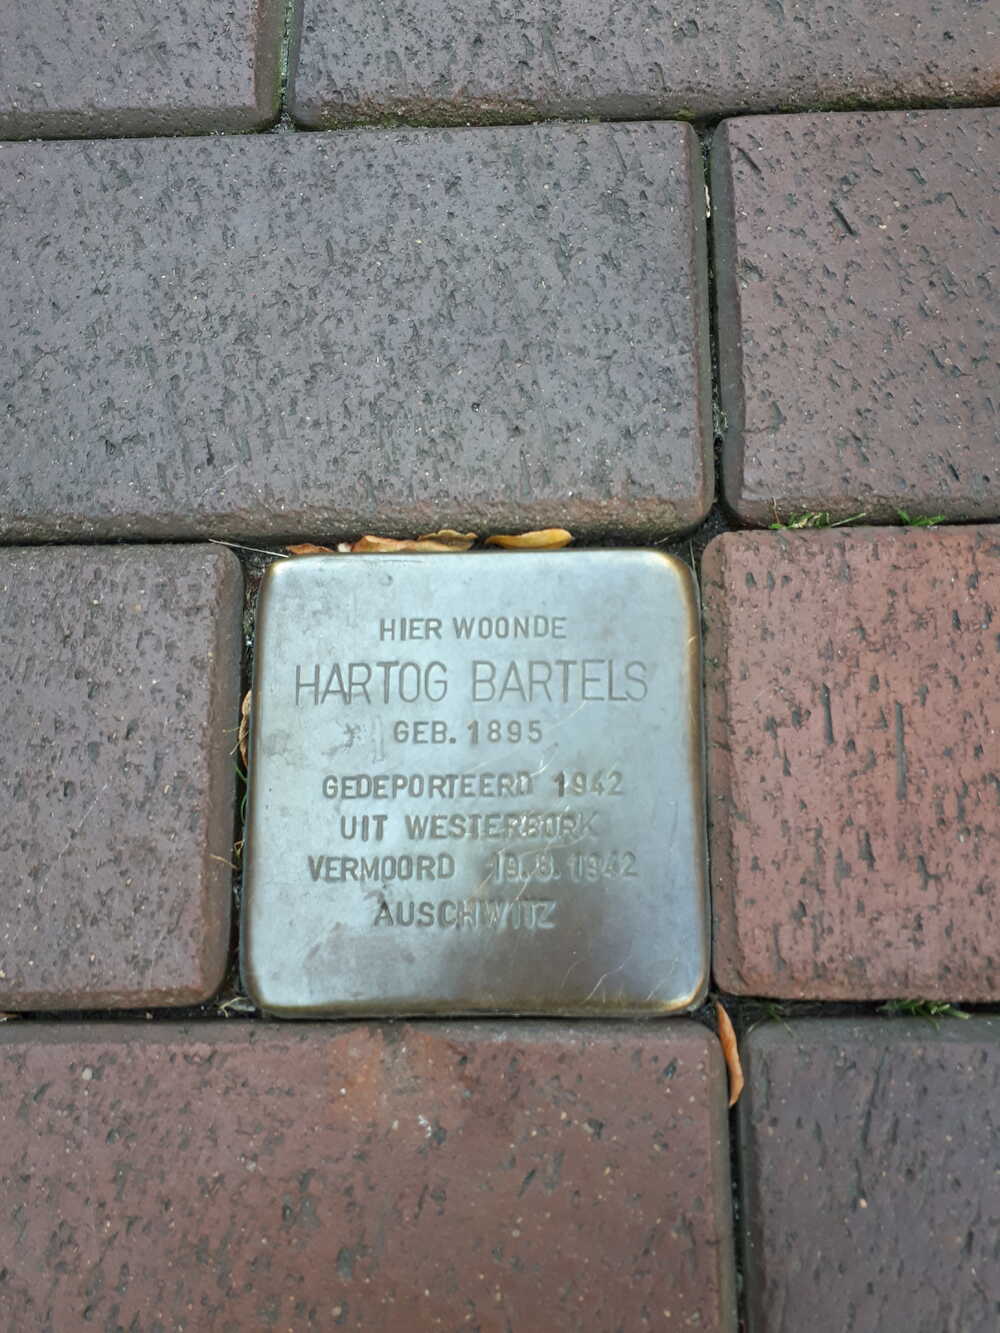 HIER WOONDE
HARTOG BARTELS
GEB. 1895
GEDEPORTEERD 1942
UIT WESTERBORK
VERMOORD 19.8.1942
AUSCHWITZ